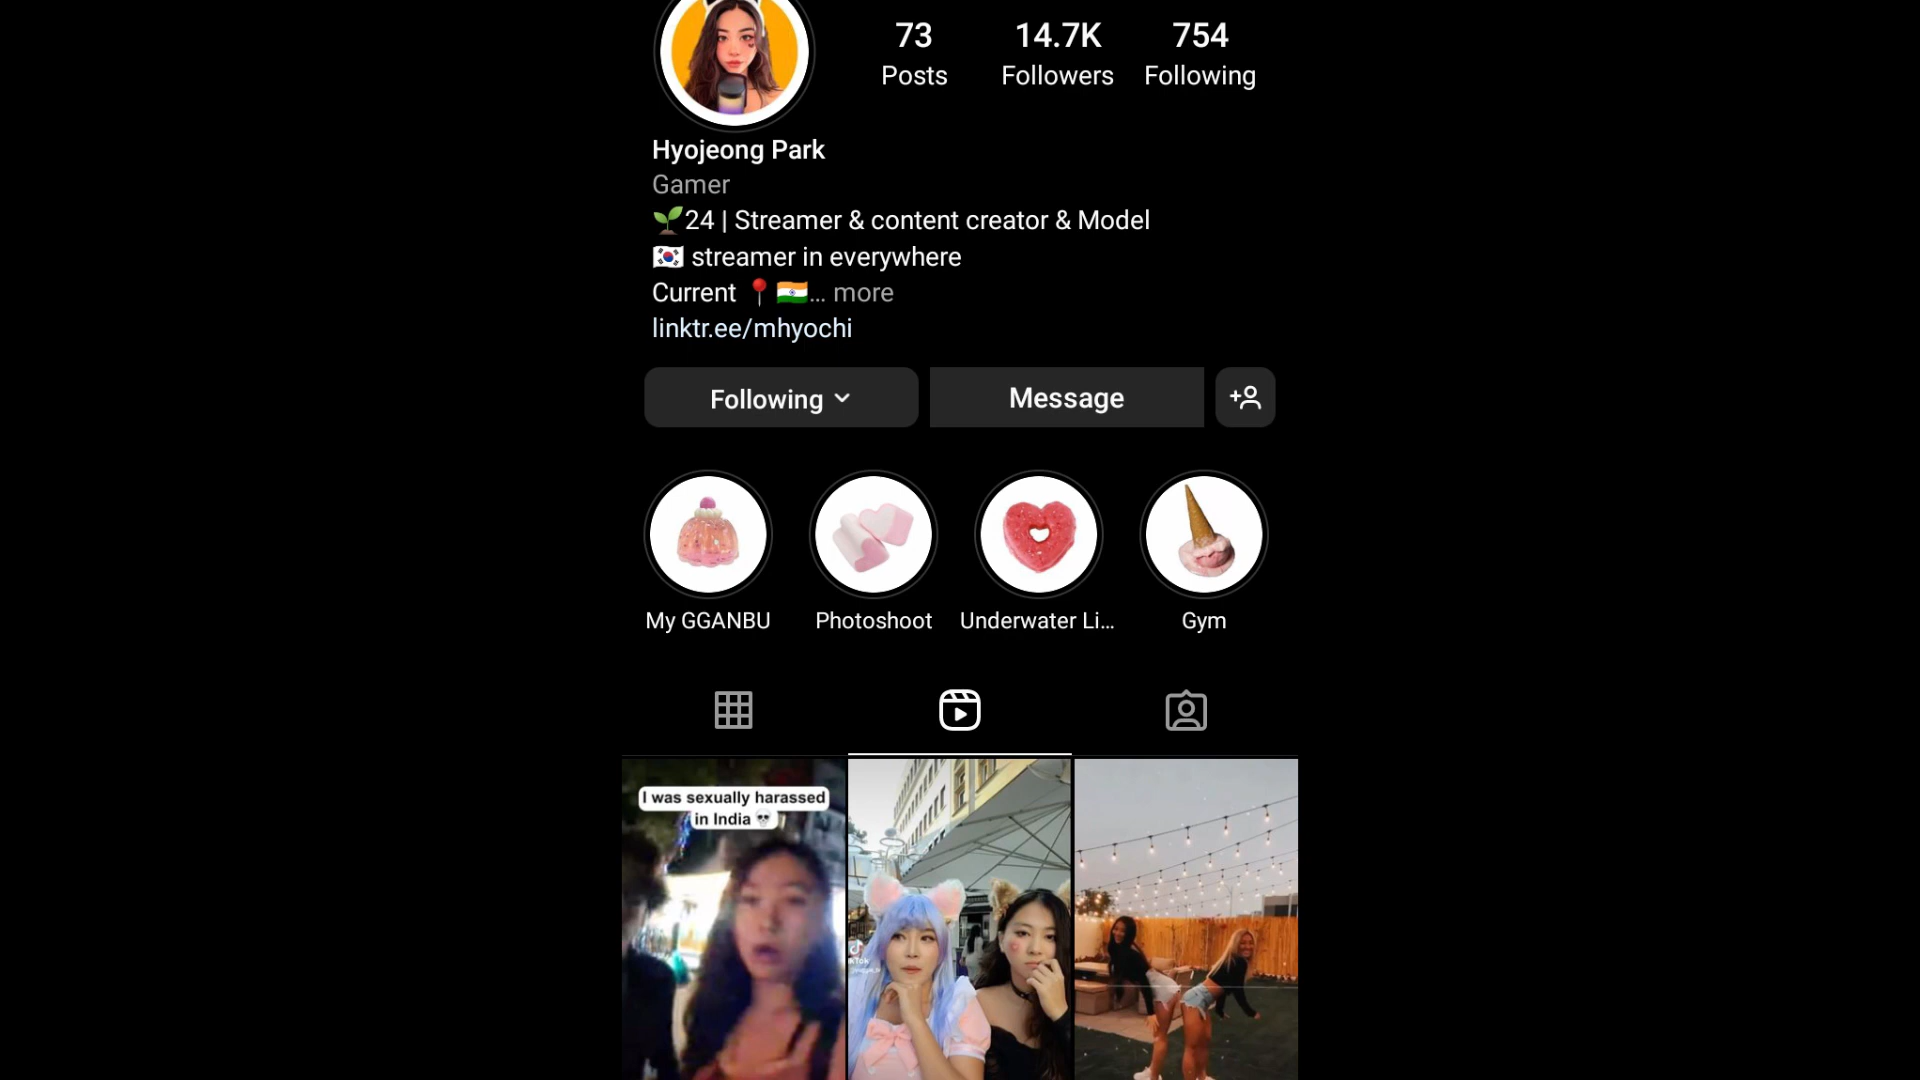 73 14.7K 754
Posts Followers Following
Hyojeong Park
Gamer
🌱24 | Streamer & content creator & Model
🇰🇷 streamer in everywhere
Current 📍🇮🇳... more
linktr.ee/mhyochi
Following Message
My GGANBU Photoshoot Underwater Li... Gym
I was sexually harassed
in India 💀